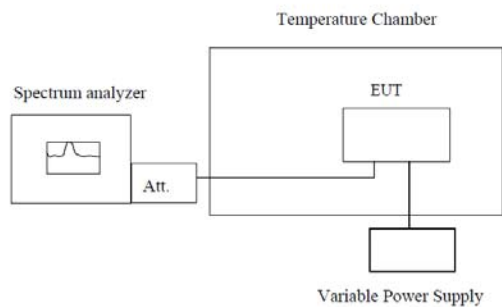 Temperature Chamber
Spectrum analyzer
EUT
Att.
Variable Power Supply